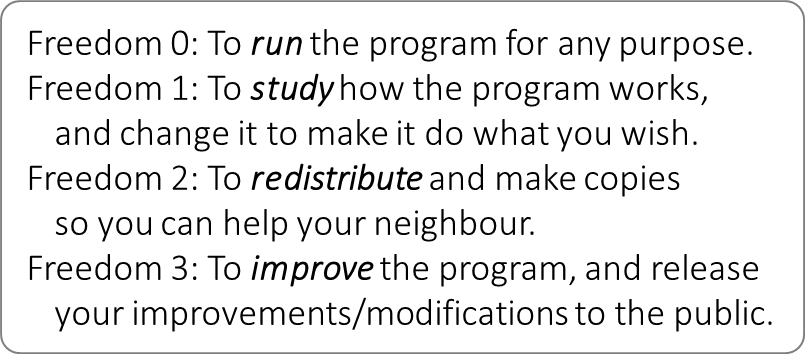 Freedom 0: To run the program for any purpose.
Freedom 1: To study how the program works,
and change it to make it do what you wish.
Freedom 2: To redistribute and make copies
so you can help your neighbour.
Freedom 3: To improve the program, and release
your improvements/modifications to the public.